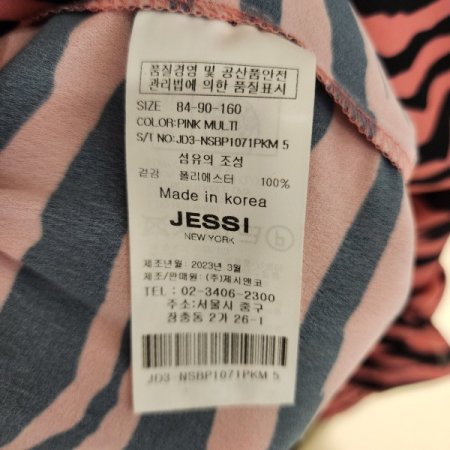 품질경영 및 공산품안전
관리법에 의한 품질표시
SIZE 84-90-160
COLOR:PINK MULTI
S/T NO:JD3-NSBP1071PKM 5
섬유의 조성
겉감 폴리에스터 100%
Made in korea
JESSI
NEW YORK
제조년월: 2023년 3월
제조/판매원: (주)제시앤코
TEL : 02-3406-2300
주소:서울시 중구
장충동 2가 26-1
JD3-NSBP1071PKM 5